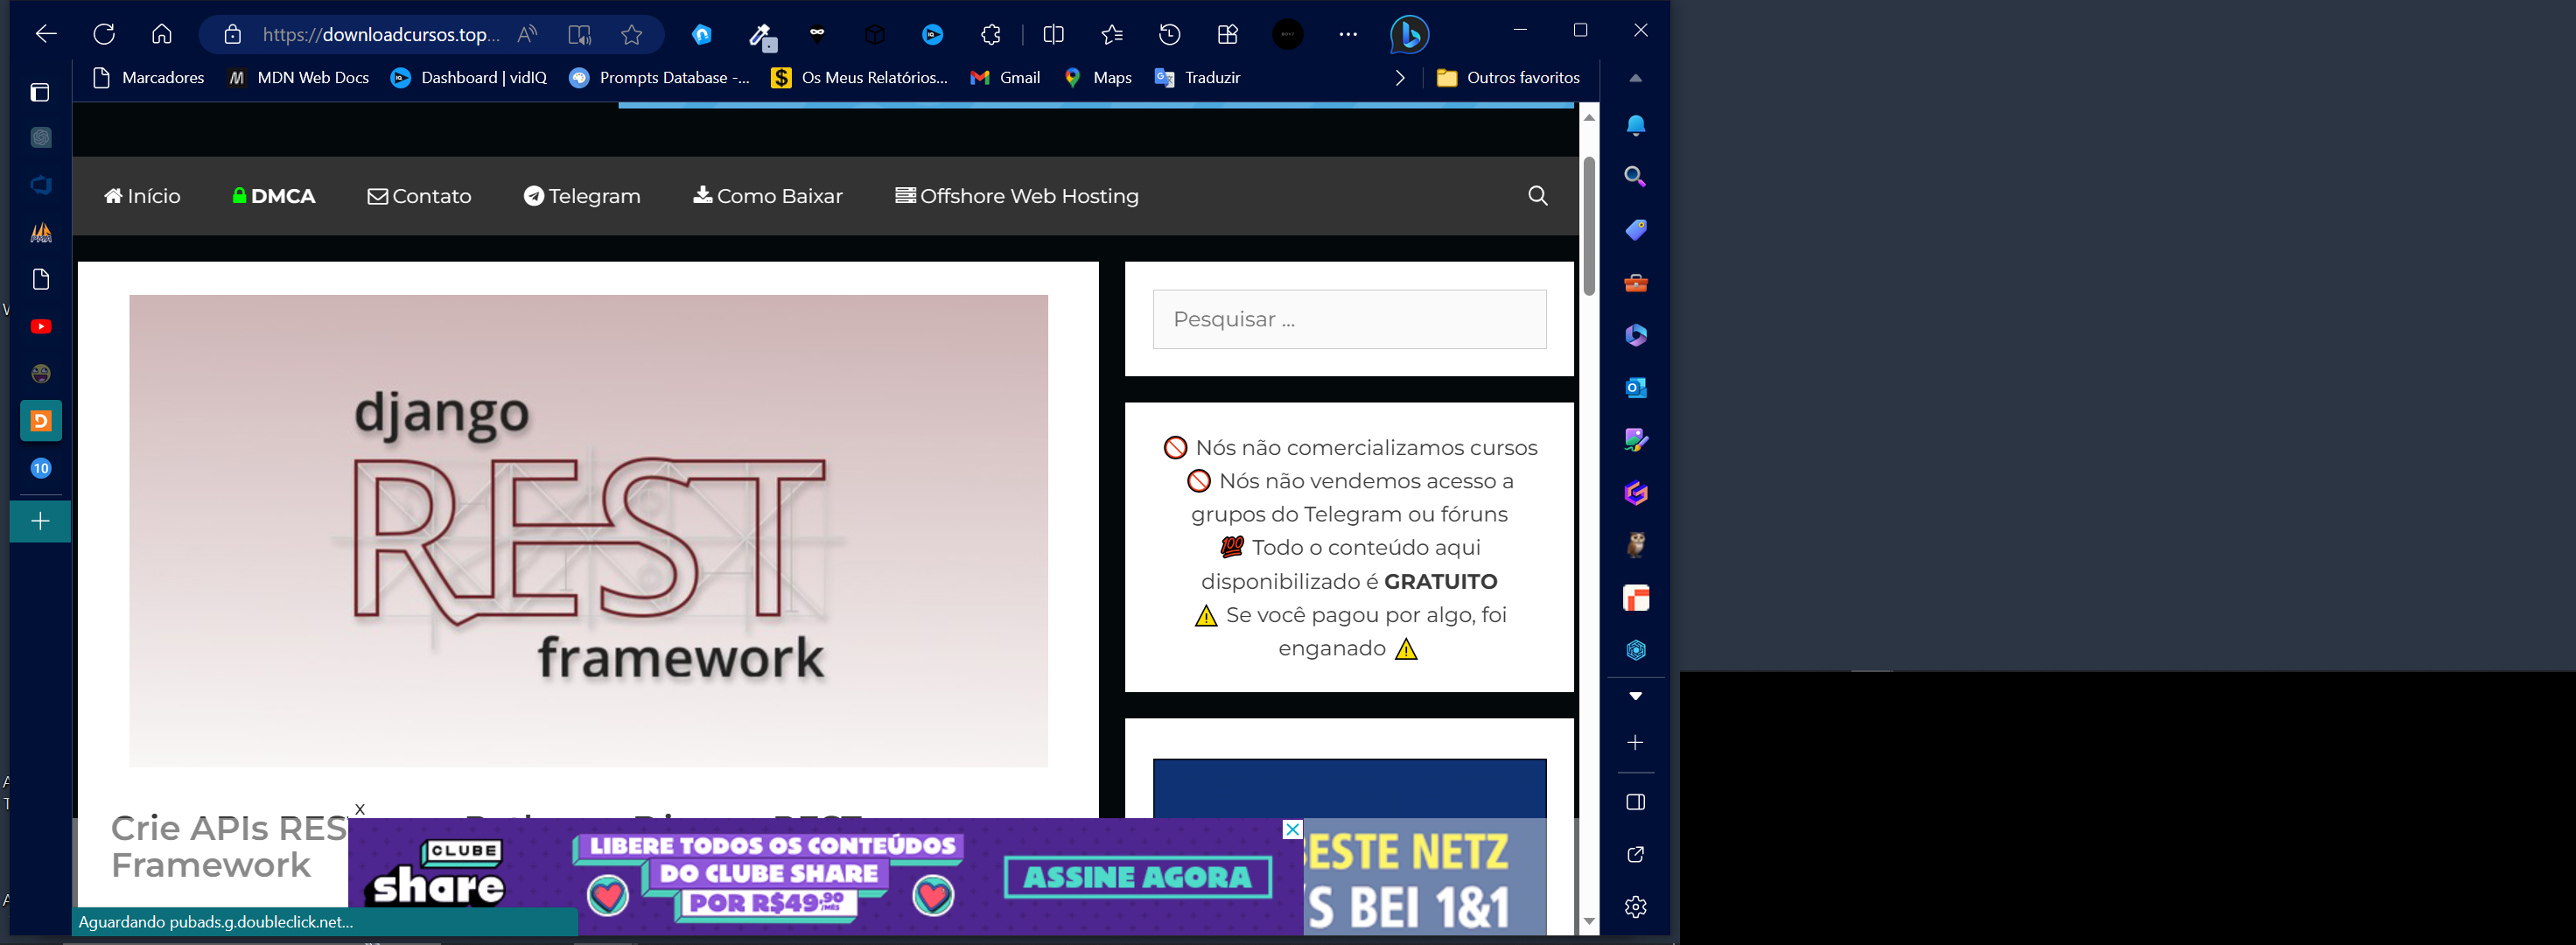 https://downloadcursos.top...
Marcadores
MDN Web Docs
Dashboard | vidIQ
Prompts Database -...
Os Meus Relatórios...
Gmail
Maps
Traduzir
Outros favoritos
Início
DMCA
Contato
Telegram
Como Baixar
Offshore Web Hosting
10
django
REST
framework
Pesquisar ...
Nós não comercializamos cursos
Nós não vendemos acesso a
grupos do Telegram ou fóruns
Todo o conteúdo aqui
disponibilizado é GRATUITO
Se você pagou por algo, foi
enganado
Crie APIs RES
Framework
X
CLUBE
share
LIBERE TODOS OS CONTEÚDOS
DO CLUBE SHARE
POR R$49,90/MÊS
ASSINE AGORA
ESTE NETZ
S BEI 1&1
Aguardando pubads.g.doubleclick.net...